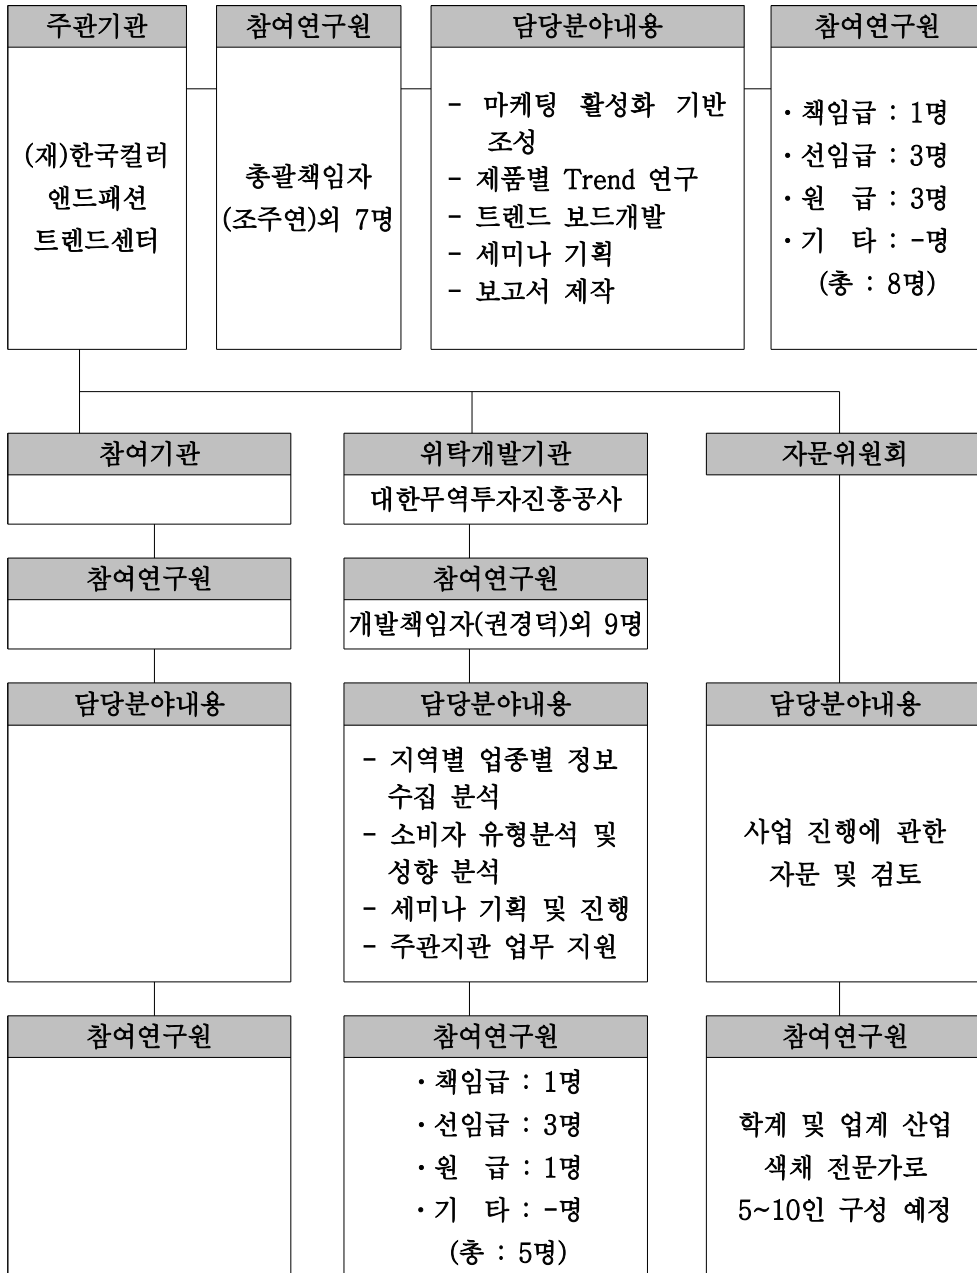 주관기관
(재)한국컬러
앤드패션
트렌드센터
참여연구원
총괄책임자
(조주연)외 7명
담당분야내용
- 마케팅 활성화 기반
조성
- 제품별 Trend 연구
- 트렌드 보드개발
- 세미나 기획
- 보고서 제작
참여연구원
·책임급 : 1명
·선임급 : 3명
·원 급 : 3명
·기 타 : -명
(총 : 8명)
참여기관
참여연구원
담당분야내용
참여연구원
위탁개발기관
대한무역투자진흥공사
참여연구원
개발책임자(권경덕)외 9명
담당분야내용
- 지역별 업종별 정보
수집 분석
- 소비자 유형분석 및
성향 분석
- 세미나 기획 및 진행
- 주관지관 업무 지원
참여연구원
·책임급 : 1명
·선임급 : 3명
·원 급 : 1명
·기 타 : -명
(총 : 5명)
자문위원회
담당분야내용
사업 진행에 관한
자문 및 검토
참여연구원
학계 및 업계 산업
색채 전문가로
5~10인 구성 예정